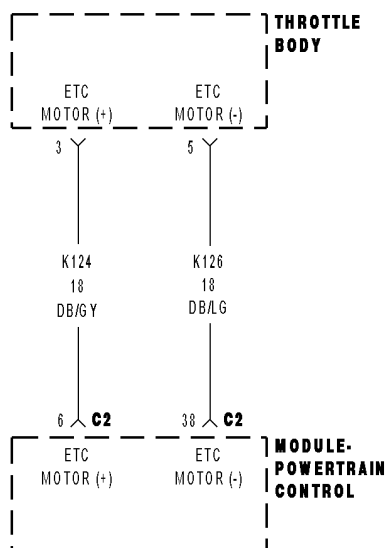 THROTTLE
BODY
ETC
MOTOR (+)
ETC
MOTOR (-)
3
5
K124
18
DB/GY
K126
18
DB/LG
6 C2
38 C2
ETC
MOTOR (+)
ETC
MOTOR (-)
MODULE-
POWERTRAIN
CONTROL